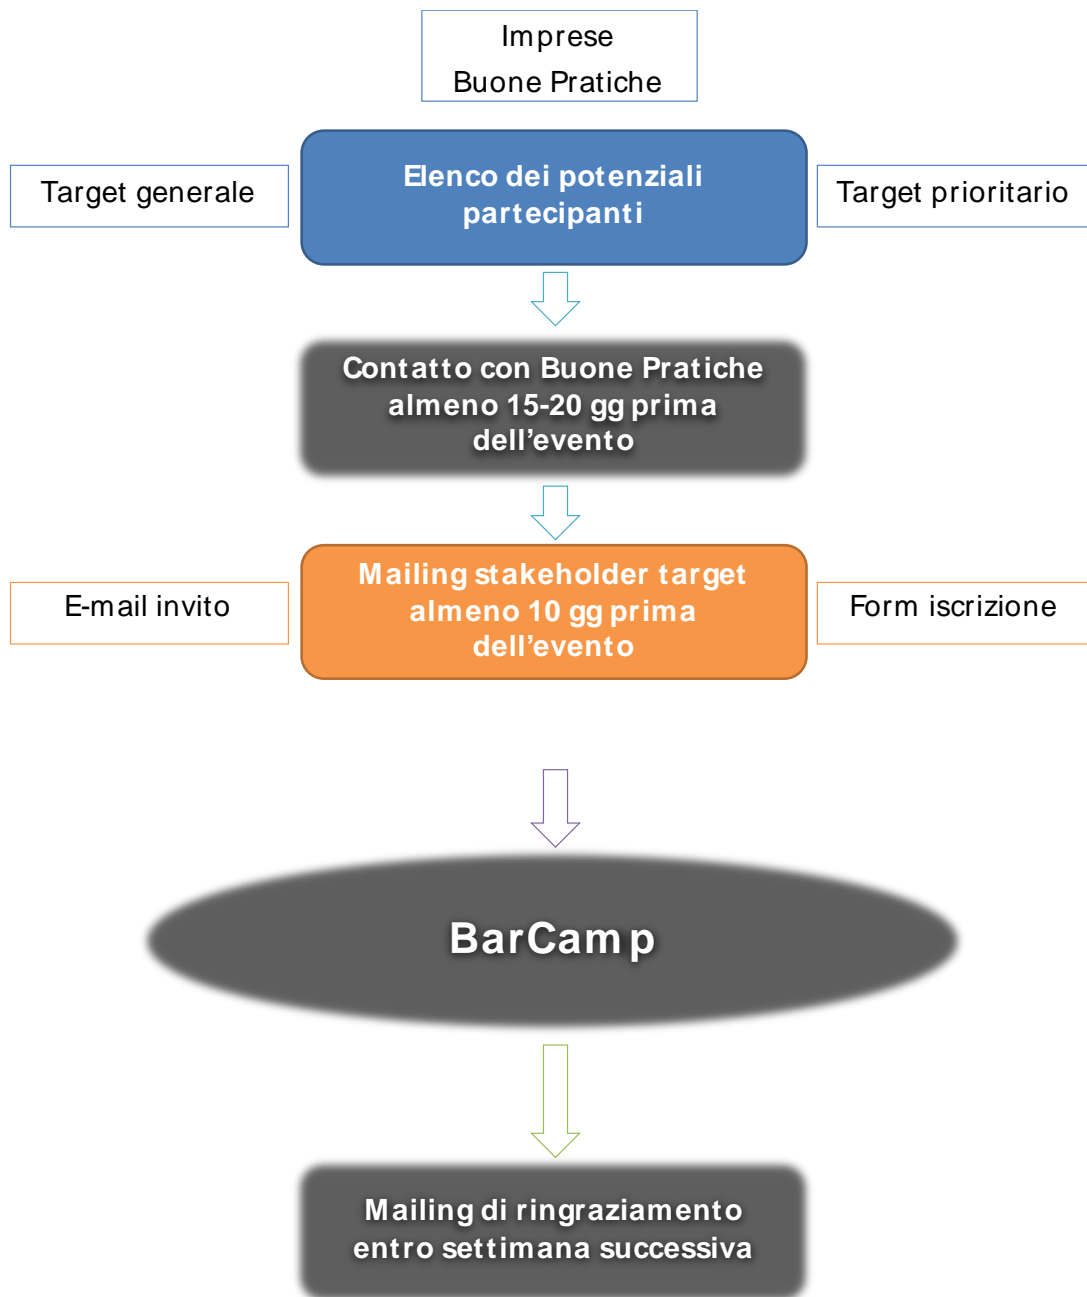 Imprese
Buone Pratiche
Target generale
Elenco dei potenziali
partecipanti
Target prioritario
Contatto con Buone Pratiche
almeno 15-20 gg prima
dell’evento
E-mail invito
Mailing stakeholder target
almeno 10 gg prima
dell’evento
Form iscrizione
BarCamp
Mailing di ringraziamento
entro settimana successiva